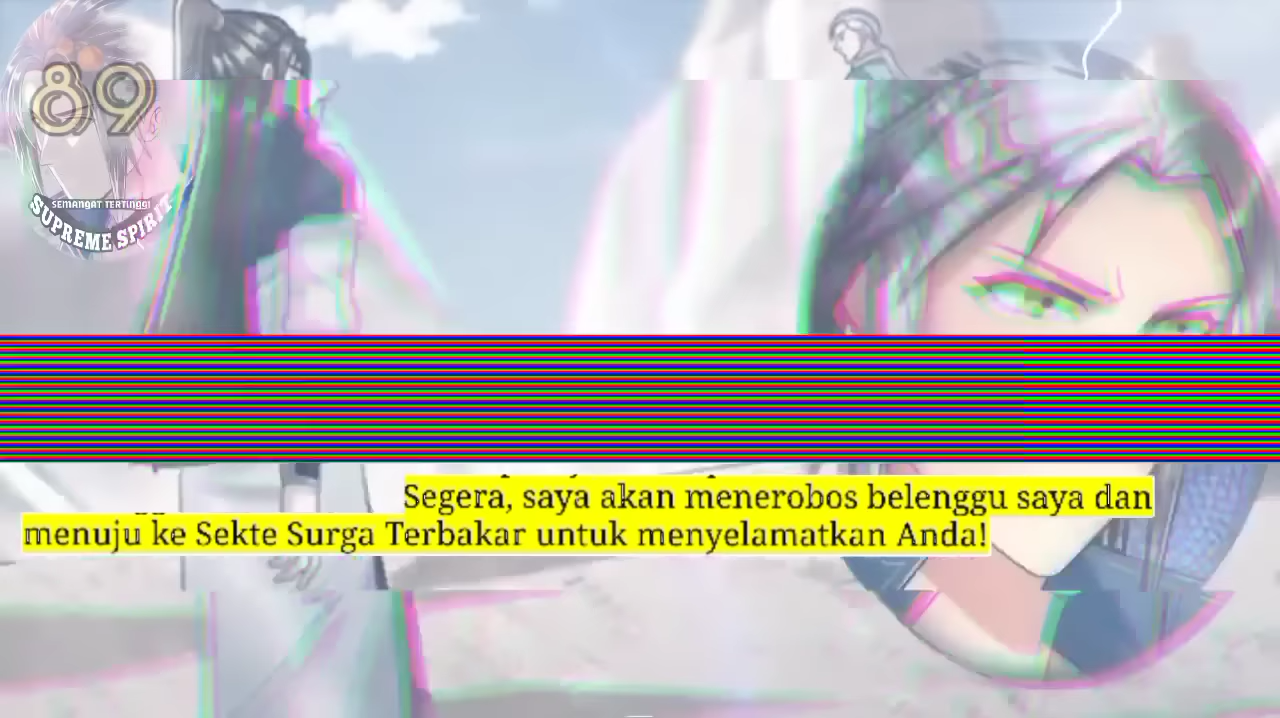 89
SEMANGAT TERTINGGI
SUPREME SPIRIT
Segera, saya akan menerobos belenggu saya dan
menuju ke Sekte Surga Terbakar untuk menyelamatkan Anda!